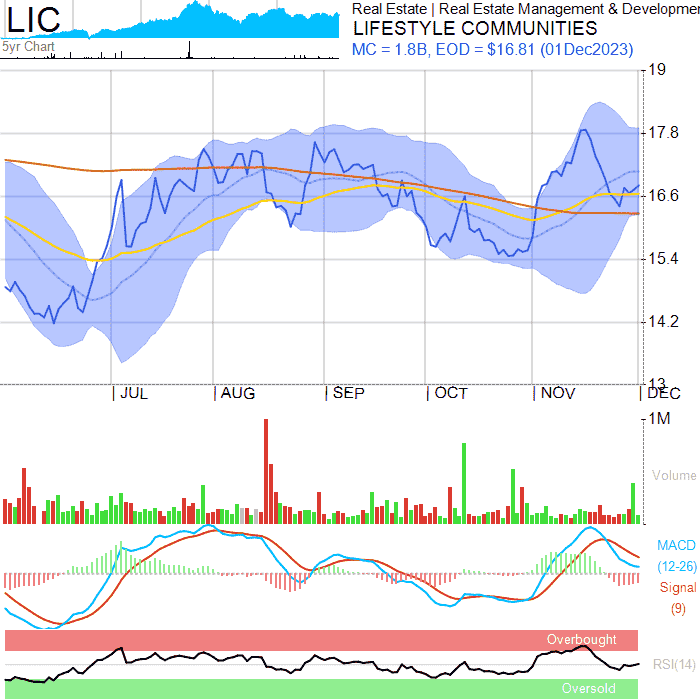 LIC
Real Estate | Real Estate Management & Developmen
LIFESTYLE COMMUNITIES
5yr Chart
MC = 1.8B, EOD = $16.81 (01Dec2023)
19
17.8
16.6
15.4
14.2
13
JUL AUG SEP OCT NOV DEC
1M
Volume
MACD
(12-26)
Signal
(9)
Overbought
RSI(14)
Oversold